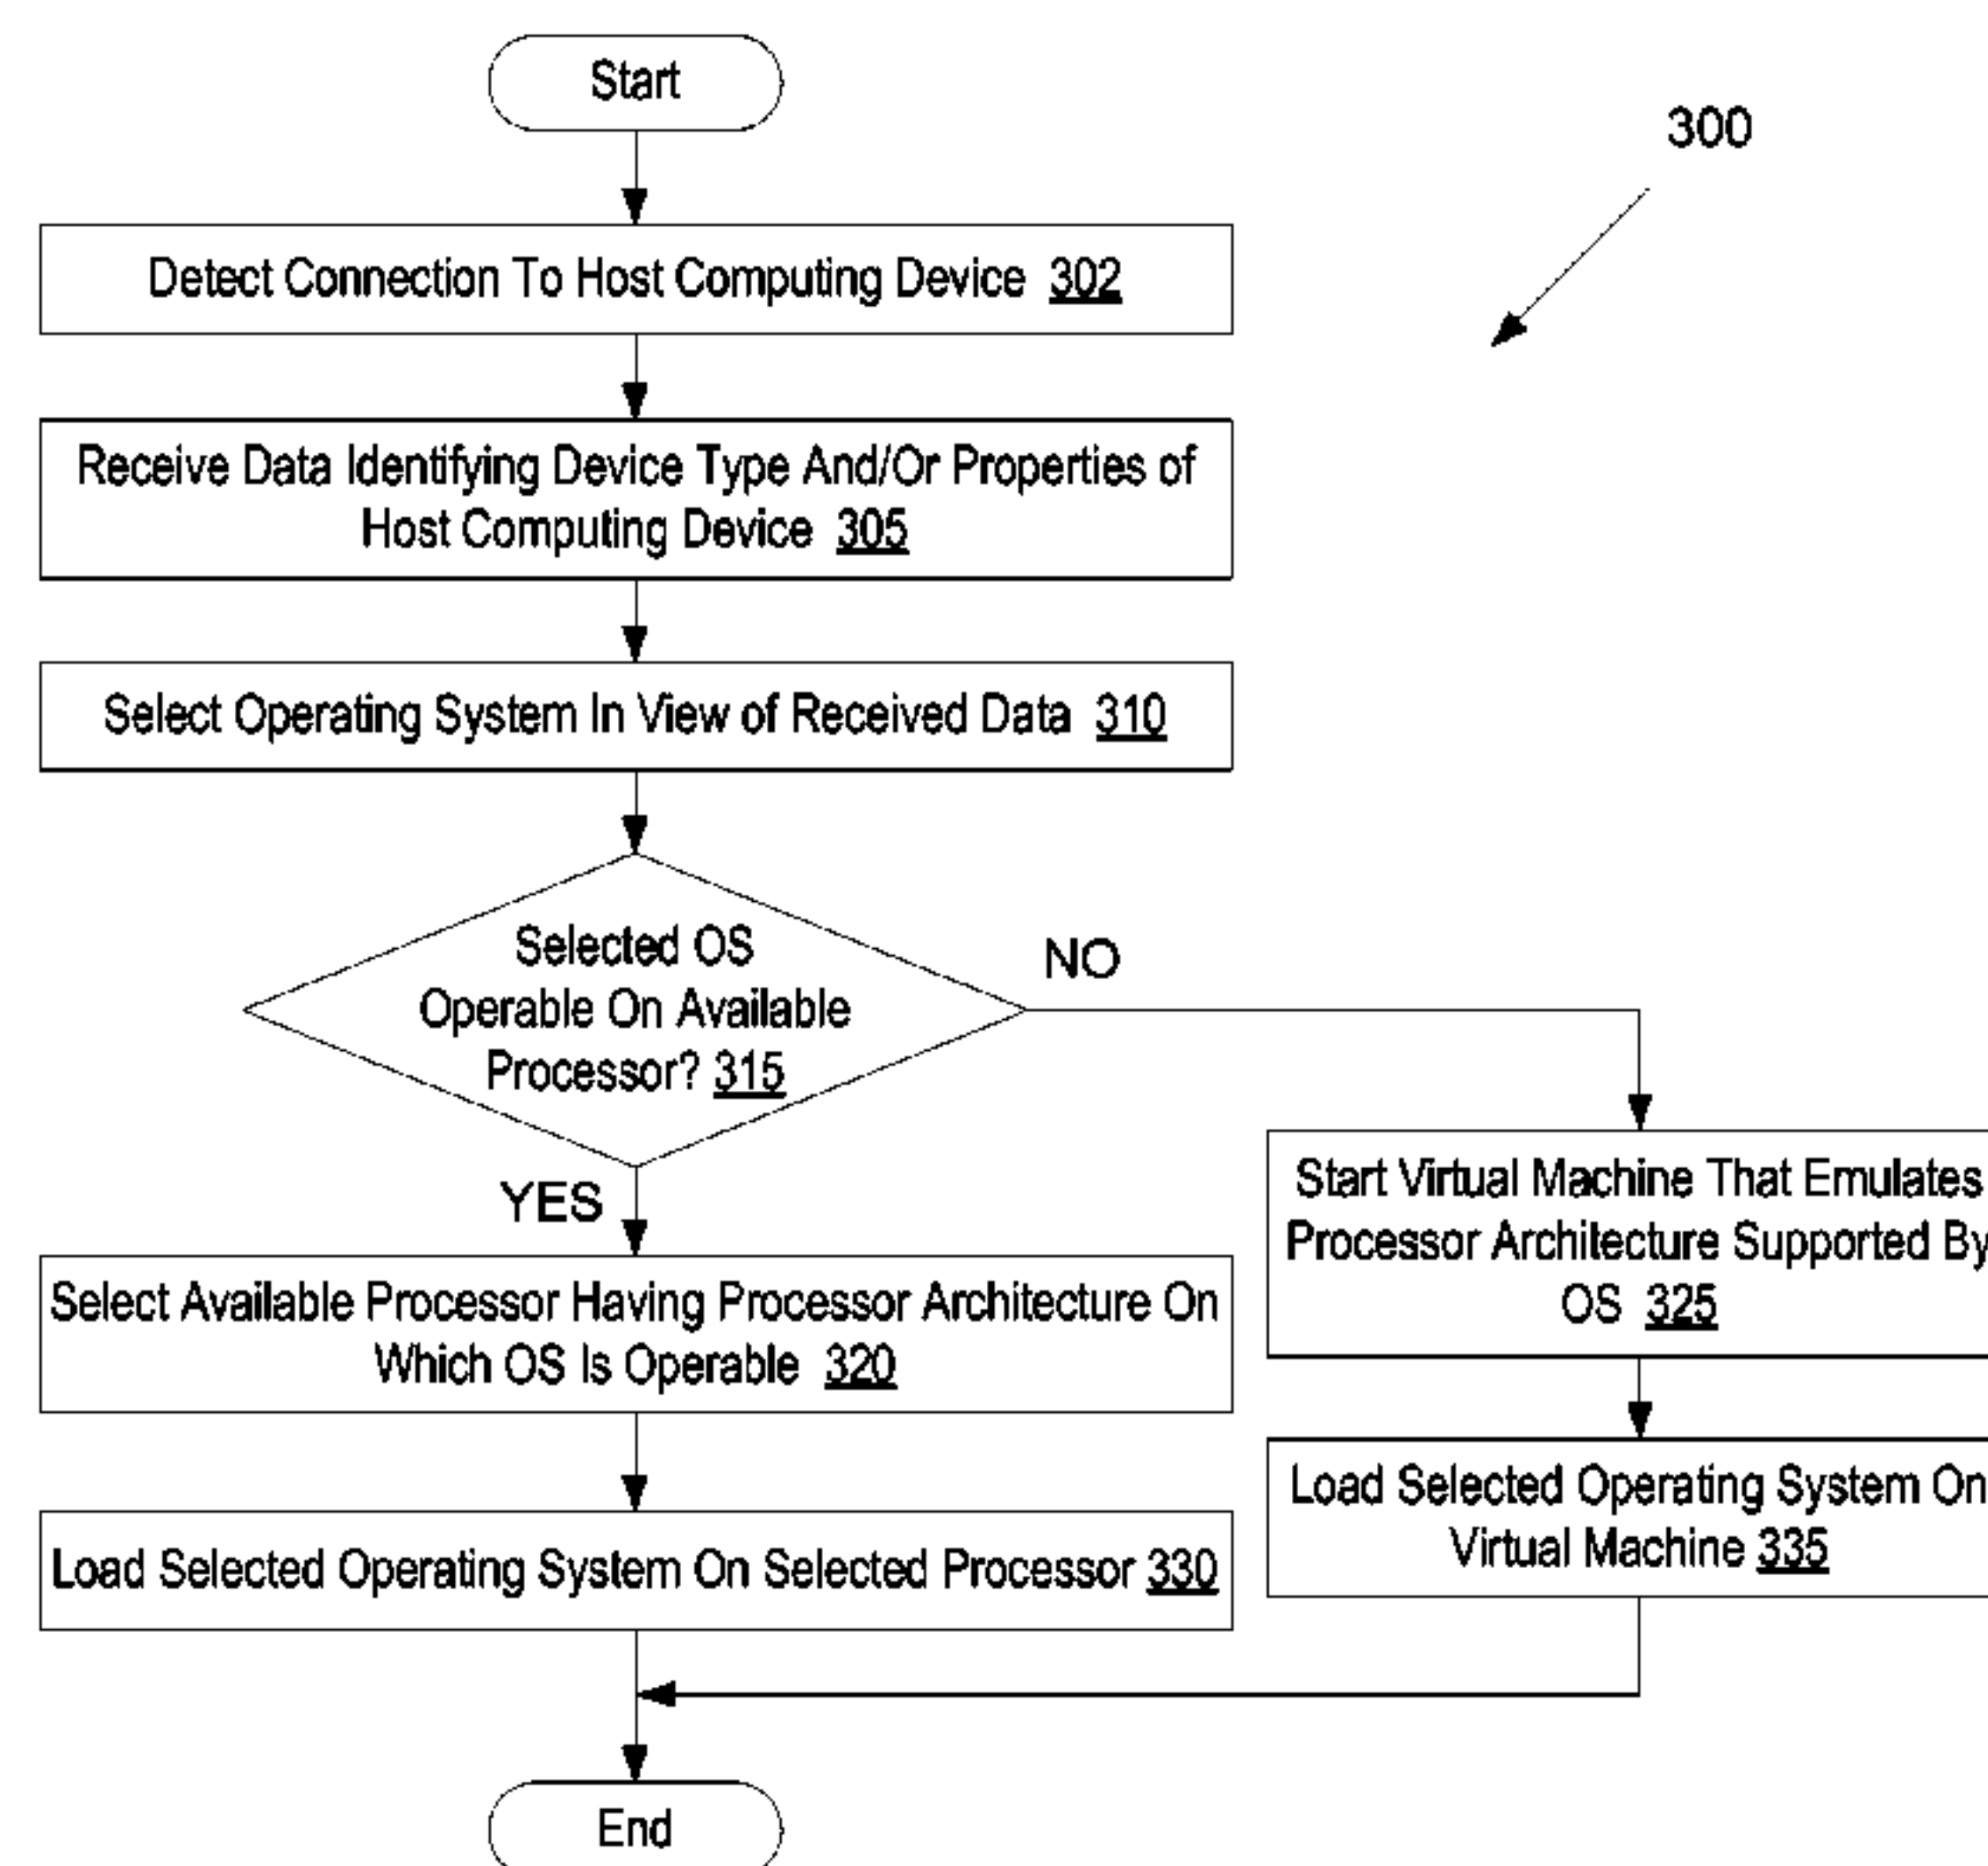 Start
300
Detect Connection To Host Computing Device 302
Receive Data Identifying Device Type And/Or Properties of
Host Computing Device 305
Select Operating System In View of Received Data 310
Selected OS
Operable On Available
Processor? 315
NO
YES
Start Virtual Machine That Emulates
Processor Architecture Supported By
OS 325
Select Available Processor Having Processor Architecture On
Which OS Is Operable 320
Load Selected Operating System On
Virtual Machine 335
Load Selected Operating System On Selected Processor 330
End